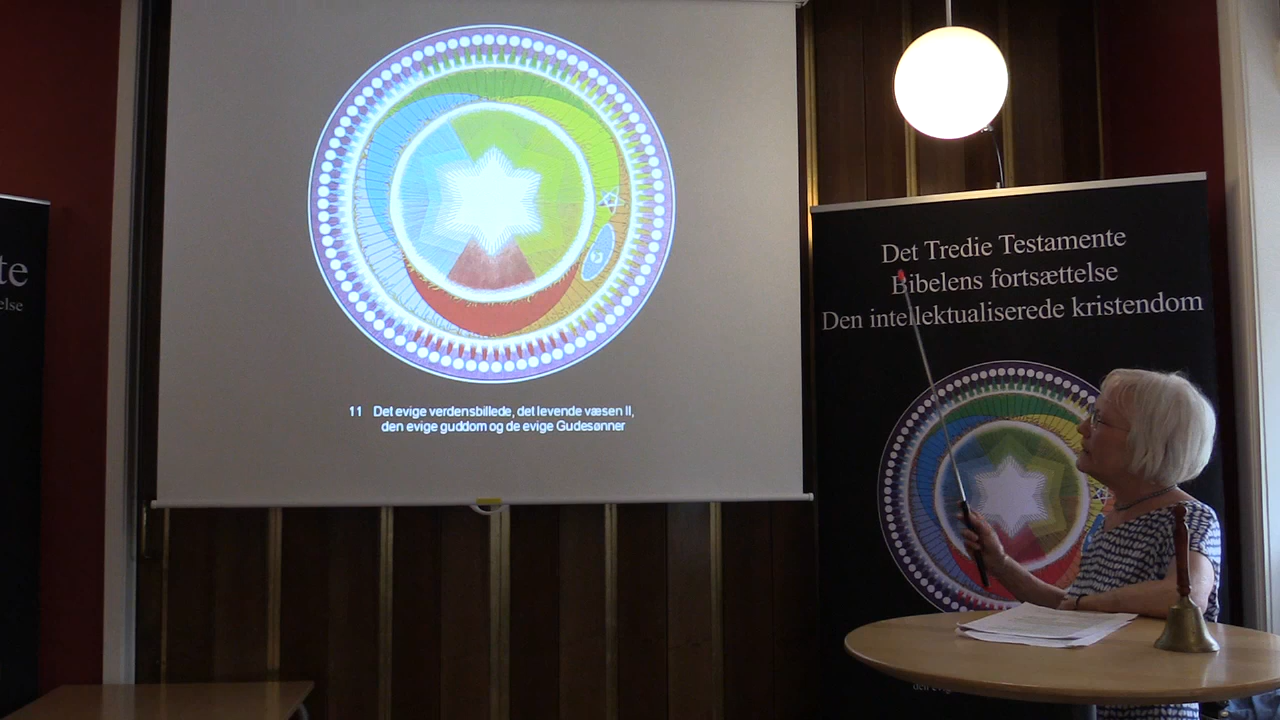 11 Det evige verdensbillede, det levende væsen II,
den evige guddom og de evige Gudesønner
Det Tredie Testamente
Bibelens fortsættelse
Den intellektualiserede kristendom
te
else